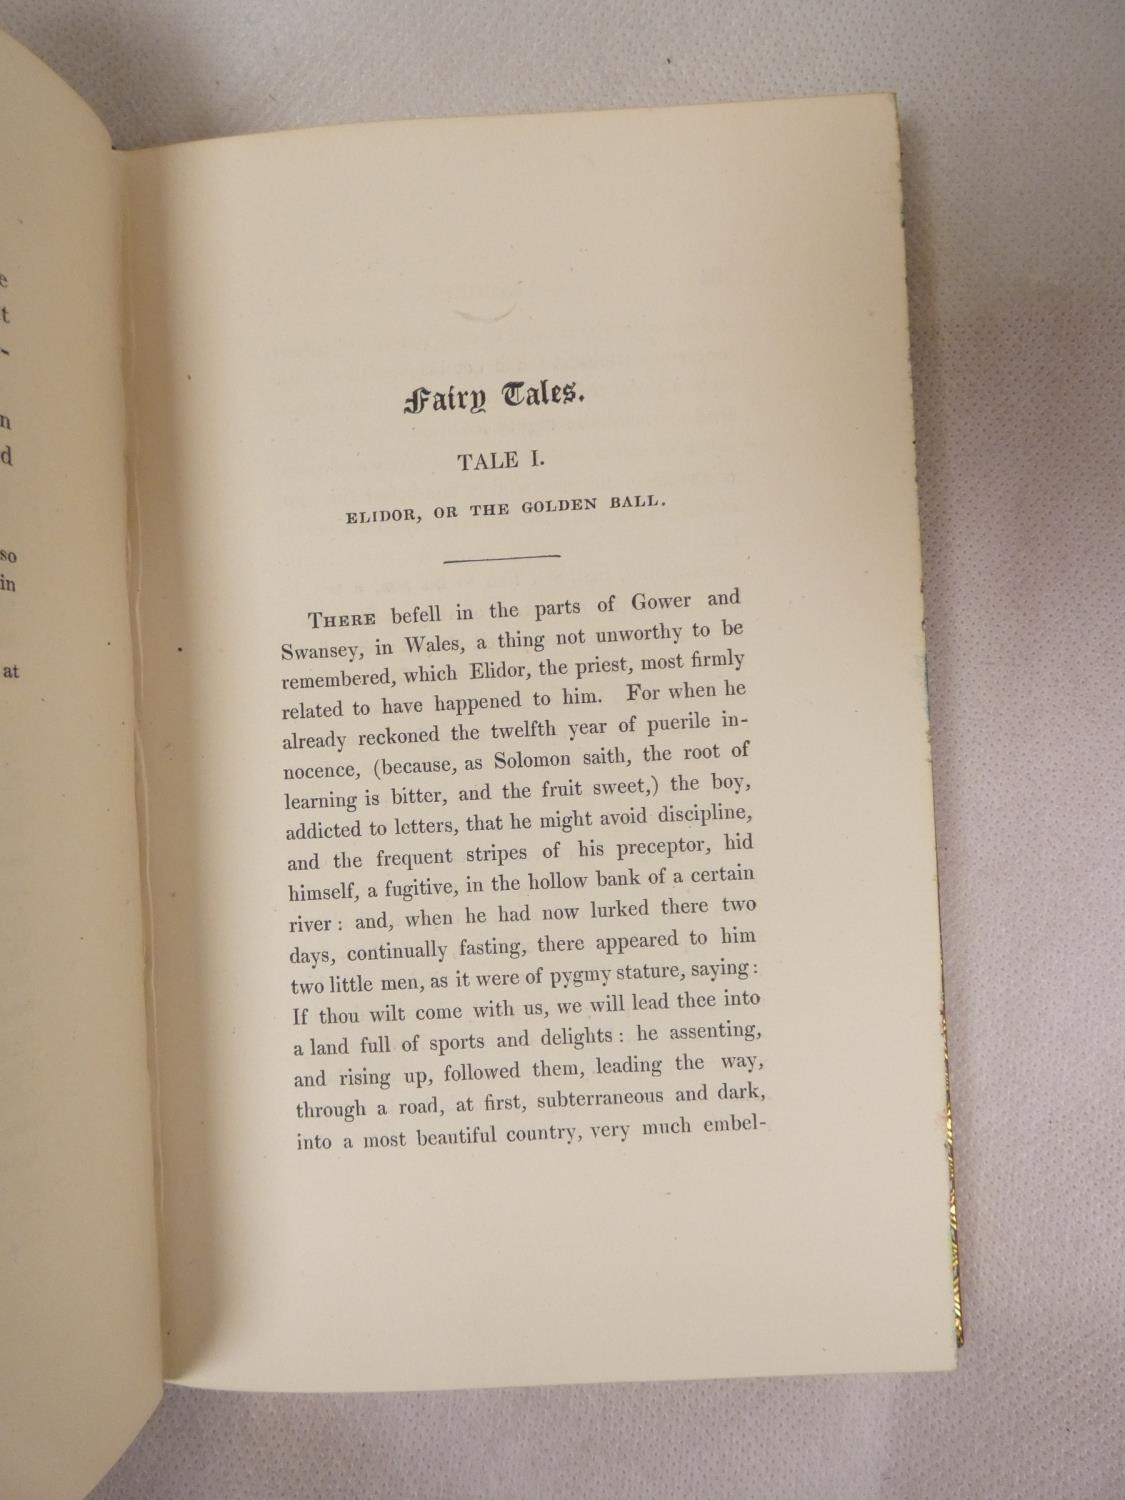 e
t
-
n
d
so
in
at
Fairy Tales.
TALE I.
ELIDOR, OR THE GOLDEN BALL.
THERE befell in the parts of Gower and
Swansey, in Wales, a thing not unworthy to be
remembered, which Elidor, the priest, most firmly
related to have happened to him. For when he
already reckoned the twelfth year of puerile in-
nocence, (because, as Solomon saith, the root of
learning is bitter, and the fruit sweet,) the boy,
addicted to letters, that he might avoid discipline,
and the frequent stripes of his preceptor, hid
himself, a fugitive, in the hollow bank of a certain
river: and, when he had now lurked there two
days, continually fasting, there appeared to him
two little men, as it were of pygmy stature, saying:
If thou wilt come with us, we will lead thee into
a land full of sports and delights: he assenting,
and rising up, followed them, leading the way,
through a road, at first, subterraneous and dark,
into a most beautiful country, very much embel-